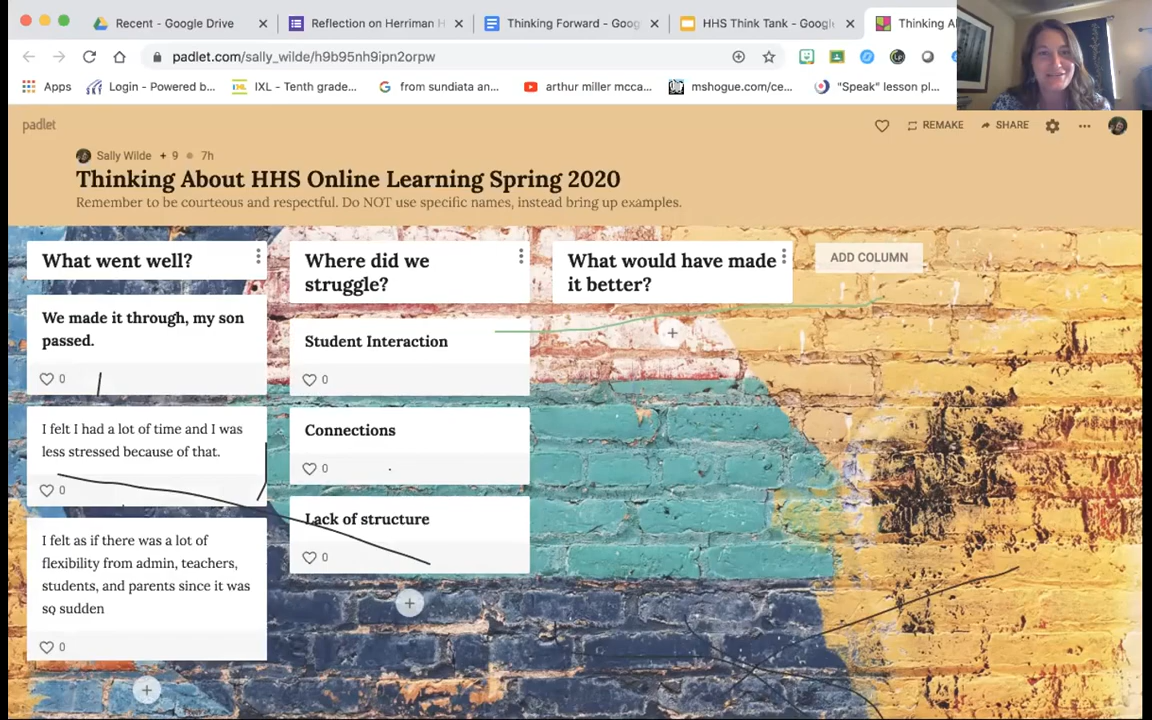 Recent - Google Drive
Reflection on Herriman H
Thinking Forward - Goog
HHS Think Tank - Google
Thinking Al
padlet.com/sally_wilde/h9b95nh9ipn2orpw
Apps
Login - Powered b...
IXL - Tenth grade...
from sundiata an...
arthur miller mcca...
mshogue.com/ce...
"Speak" lesson pl...
padlet
REMAKE
SHARE
Sally Wilde + 9 7h
Thinking About HHS Online Learning Spring 2020
Remember to be courteous and respectful. Do NOT use specific names, instead bring up examples.
What went well?
We made it through, my son
passed.
0
I felt I had a lot of time and I was
less stressed because of that.
0
I felt as if there was a lot of
flexibility from admin, teachers,
students, and parents since it was
so sudden
0
Where did we
struggle?
Student Interaction
0
Connections
0
Lack of structure
0
What would have made
it better?
ADD COLUMN